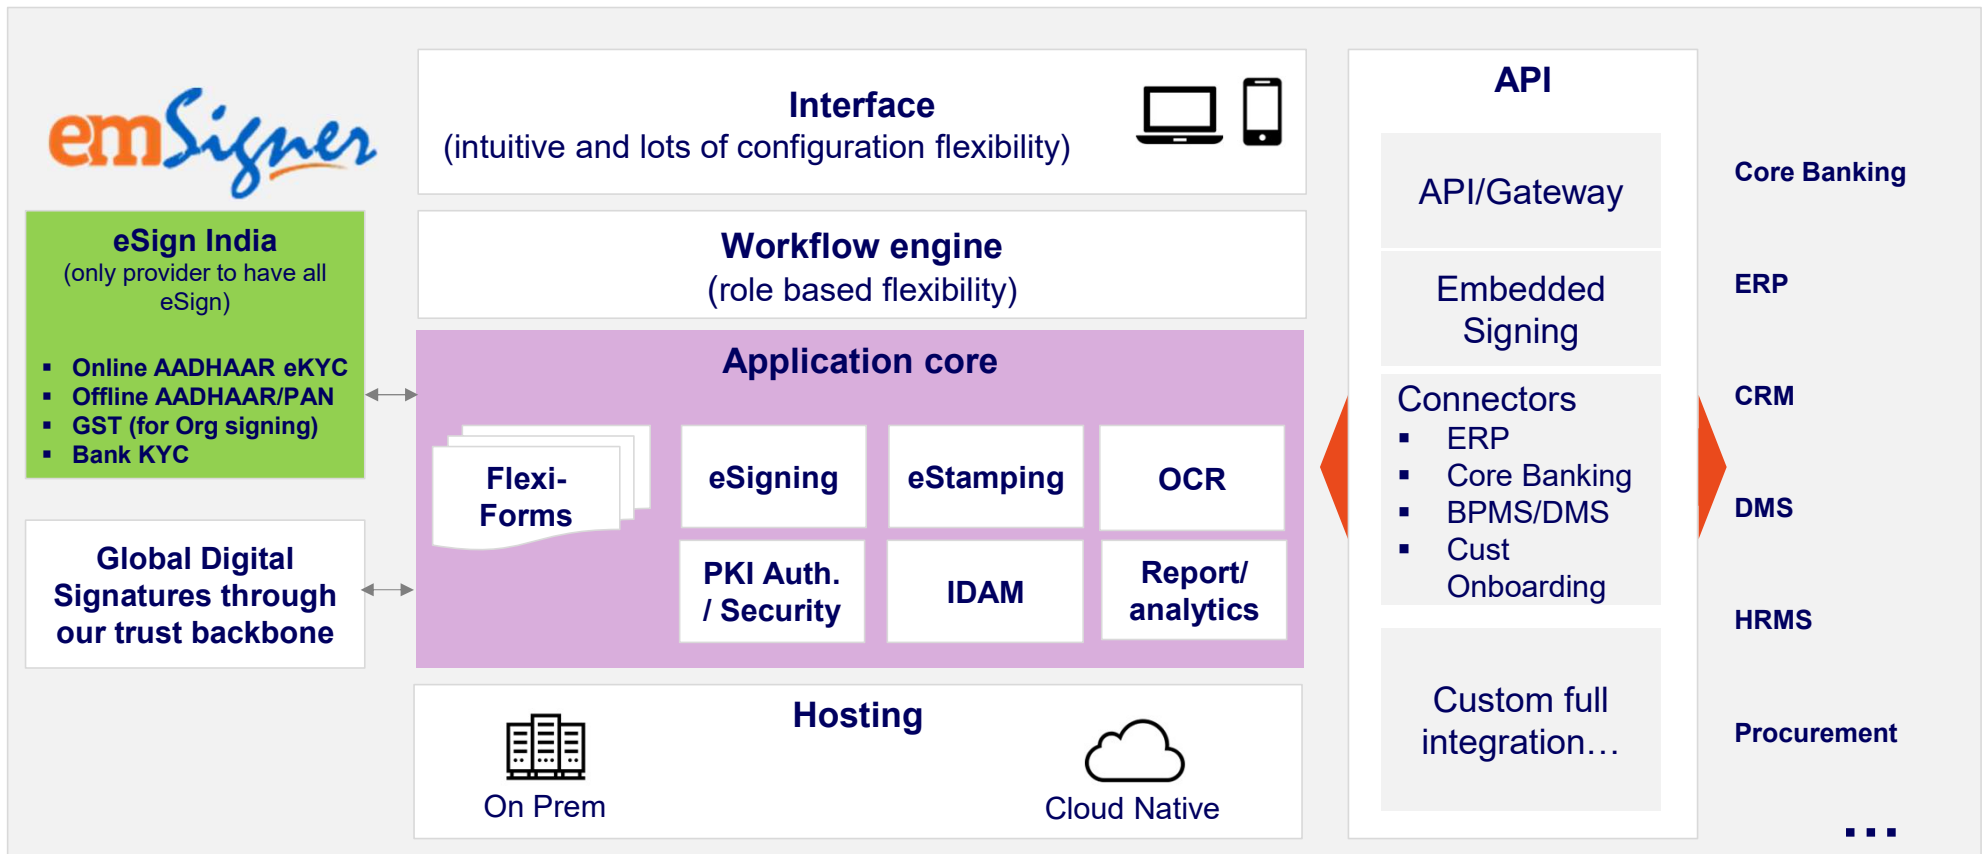 emSigner
eSign India
(only provider to have all
eSign)
▪ Online AADHAAR eKYC
▪ Offline AADHAAR/PAN
▪ GST (for Org signing)
▪ Bank KYC
Global Digital
Signatures through
our trust backbone
Interface
(intuitive and lots of configuration flexibility)
Workflow engine
(role based flexibility)
Application core
Flexi-
Forms
eSigning
eStamping
OCR
PKI Auth.
/ Security
IDAM
Report/
analytics
Hosting
On Prem
Cloud Native
API
API/Gateway
Embedded
Signing
Connectors
▪ ERP
▪ Core Banking
▪ BPMS/DMS
▪ Cust
Onboarding
Custom full
integration…
Core Banking
ERP
CRM
DMS
HRMS
Procurement
…